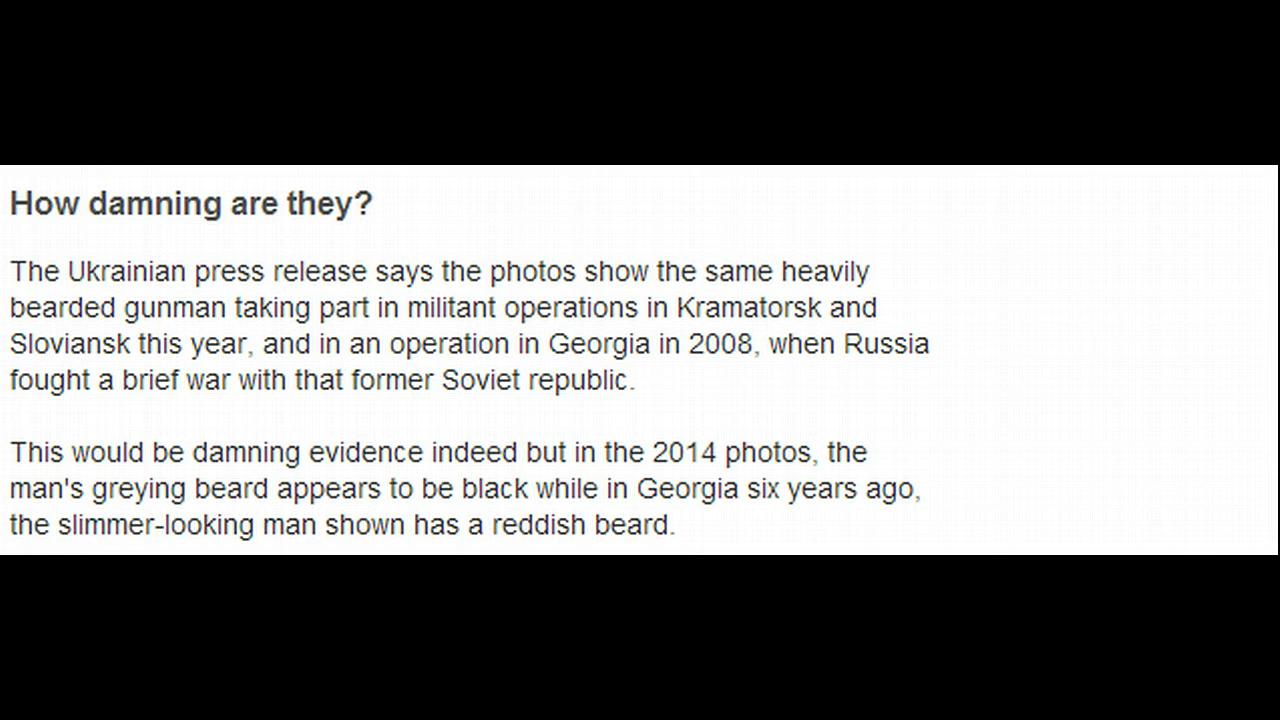 How damning are they?
The Ukrainian press release says the photos show the same heavily
bearded gunman taking part in militant operations in Kramatorsk and
Sloviansk this year, and in an operation in Georgia in 2008, when Russia
fought a brief war with that former Soviet republic.
This would be damning evidence indeed but in the 2014 photos, the
man's greying beard appears to be black while in Georgia six years ago,
the slimmer-looking man shown has a reddish beard.